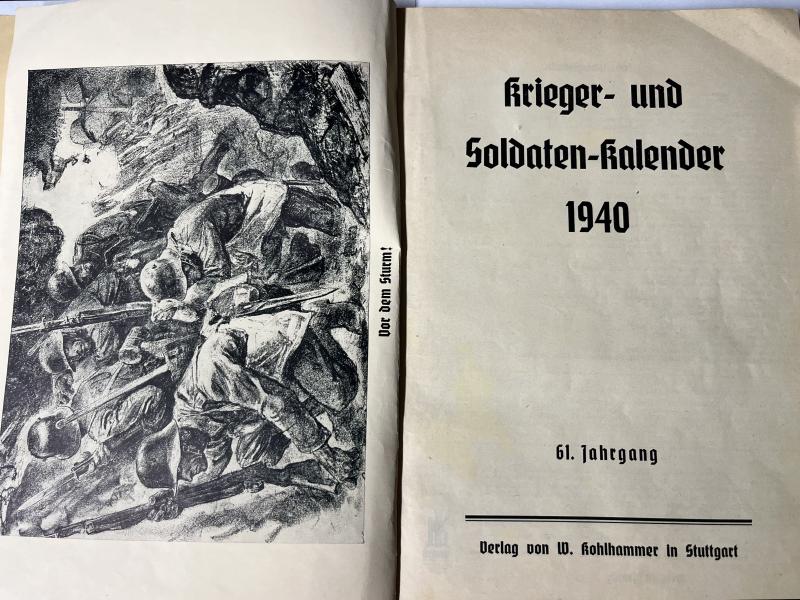 Vor dem Sturm!
Krieger- und
Soldaten-Kalender
1940
61. Jahrgang
Verlag von W. Kohlhammer in Stuttgart